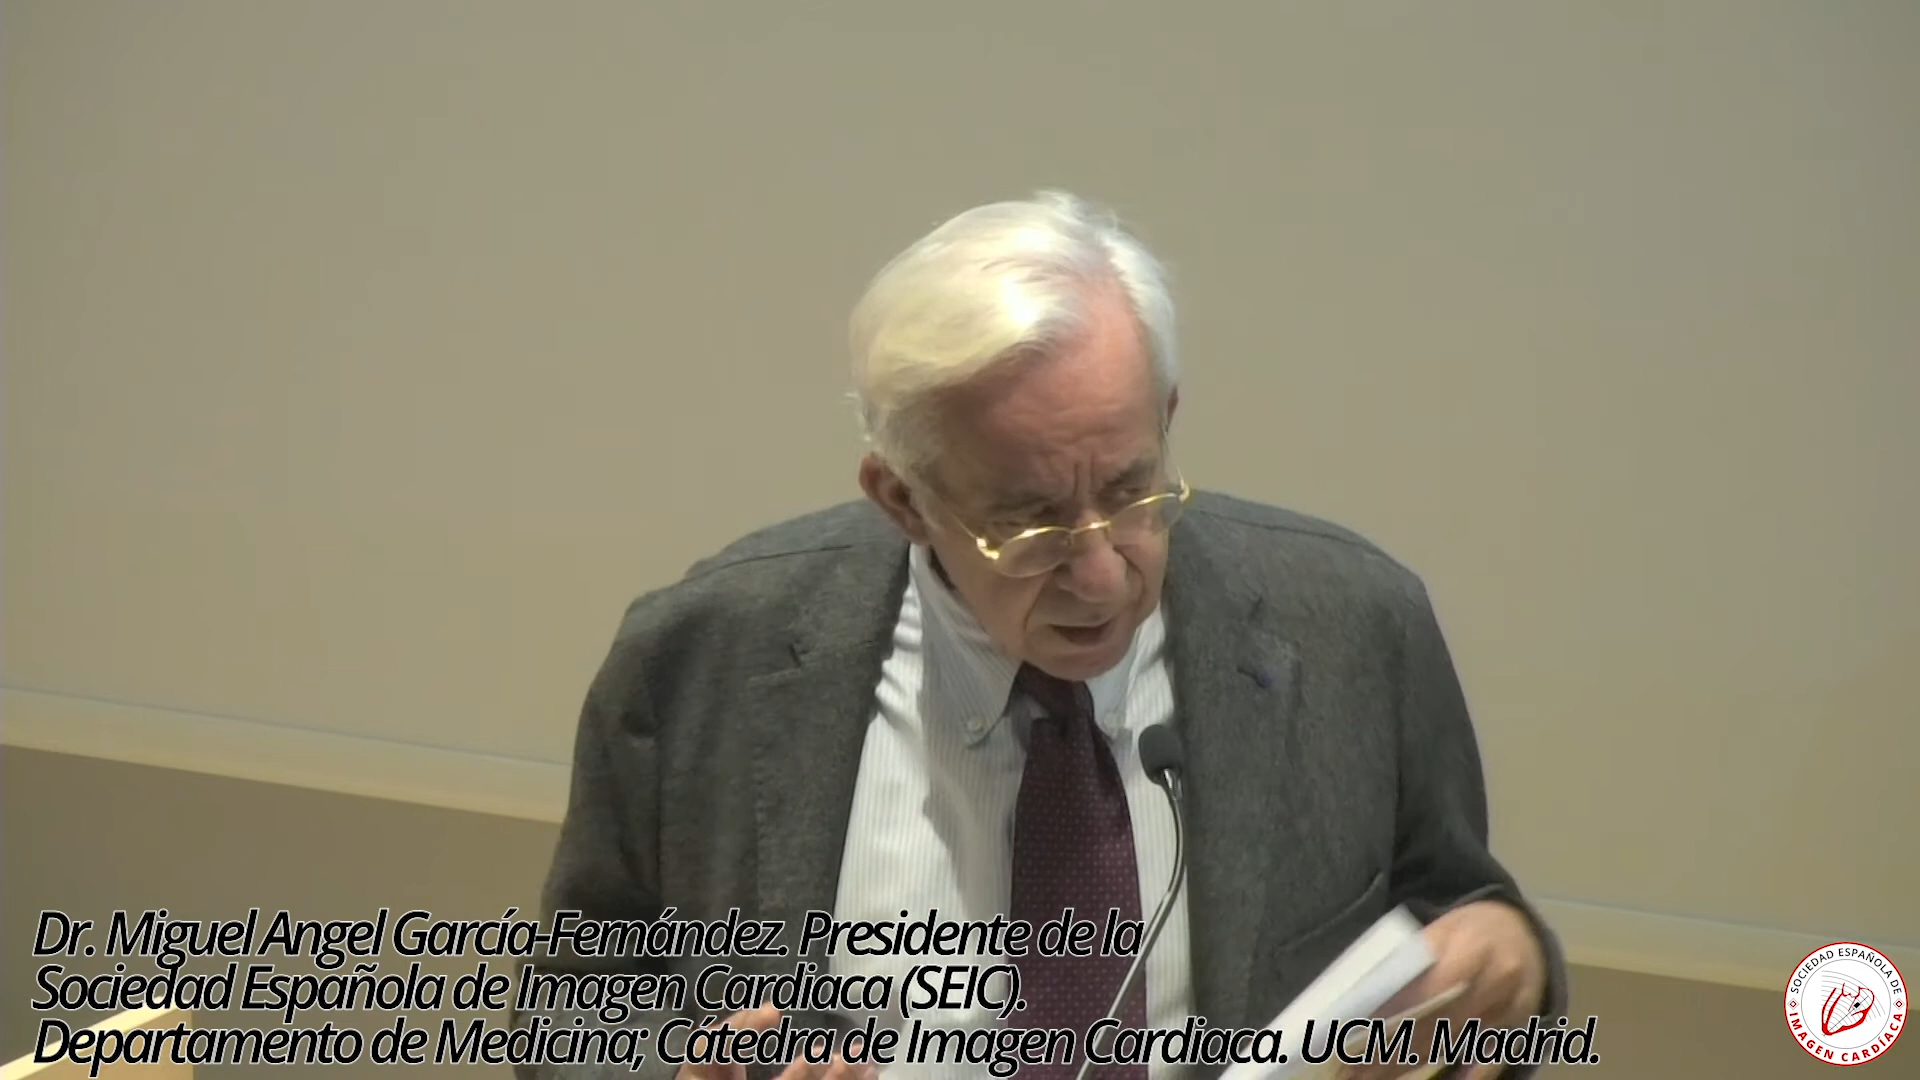 Dr. Miguel Angel García-Fernández. Presidente de la
Sociedad Española de Imagen Cardiaca (SEIC).
Departamento de Medicina; Cátedra de Imagen Cardiaca. UCM. Madrid.
SOCIEDAD ESPAÑOLA DE
IMAGEN CARDÍACA